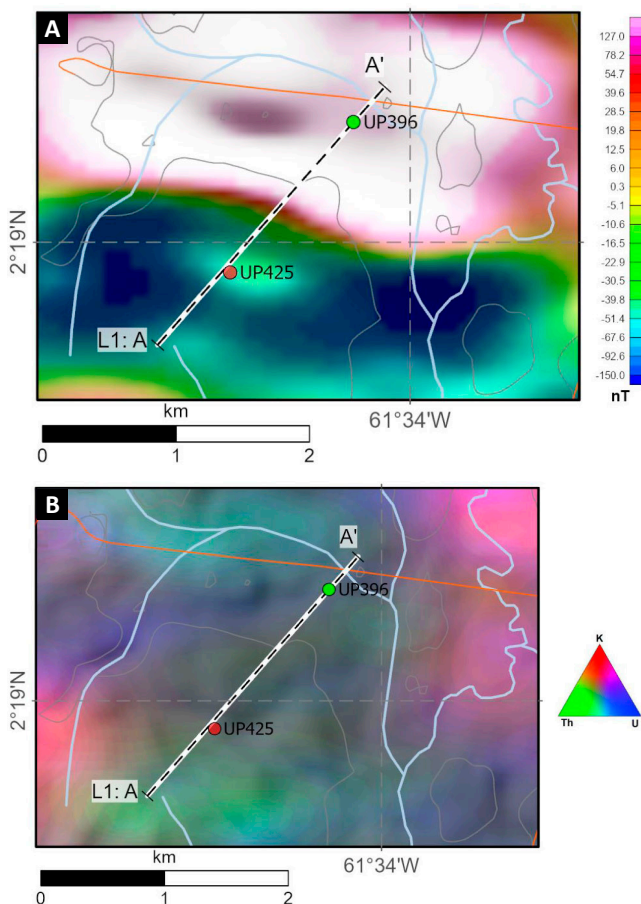 A
A'
UP396
2°19'N
UP425
L1: A
km
0 1 2
61°34'W
127.0
78.2
54.7
39.5
28.5
19.5
12.5
6.0
0.3
-5.1
-10.6
-16.5
-22.9
-30.5
-39.8
-51.4
-67.6
-92.6
-150.0
nT
B
A'
UP396
2°19'N
UP425
L1: A
km
0 1 2
61°34'W
K
Th U